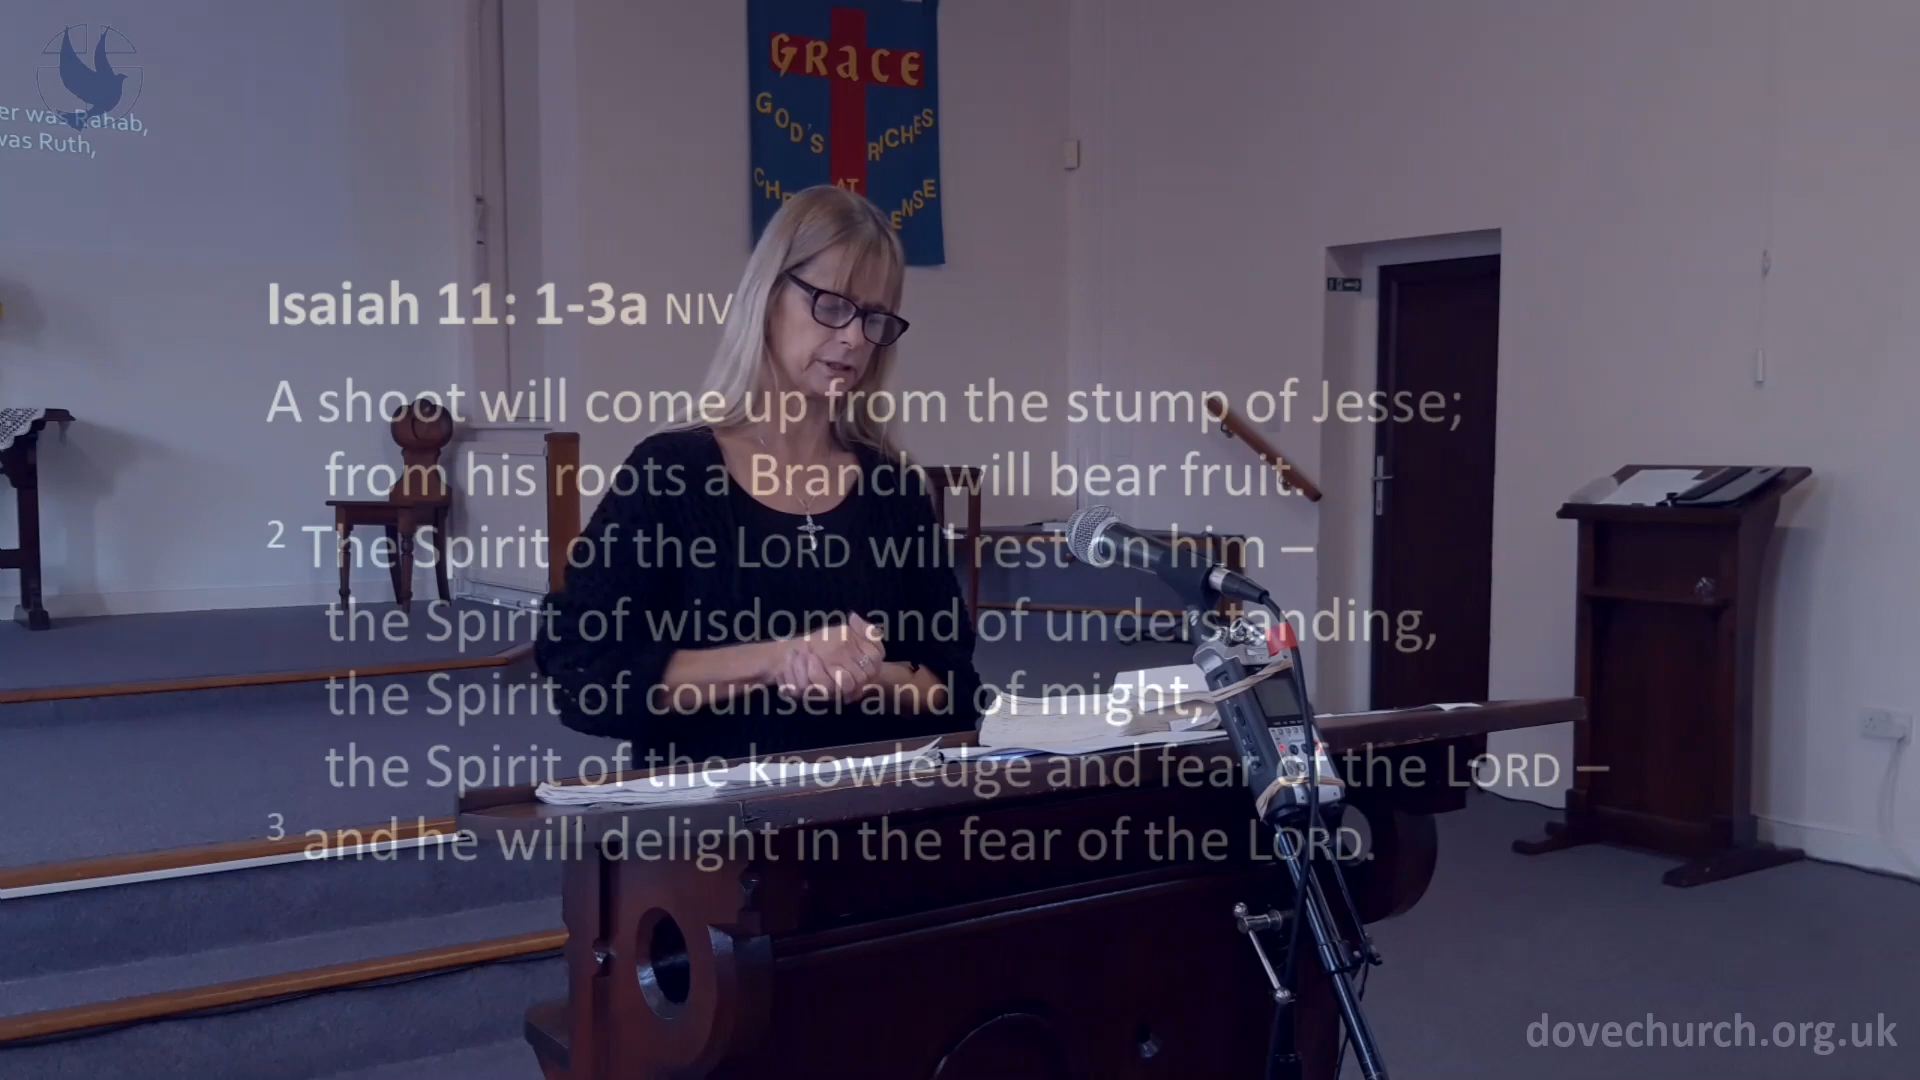 er was Rahab,
was Ruth,
GRACE
GOD'S RICHES
AT
Isaiah 11: 1-3a NIV
A shoot will come up from the stump of Jesse;
from his roots a Branch will bear fruit.
2 The Spirit of the LORD will rest on him –
the Spirit of wisdom and of understanding,
the Spirit of counsel and of might,
the Spirit of the knowledge and fear of the LORD –
3 and he will delight in the fear of the LORD.
dovechurch.org.uk